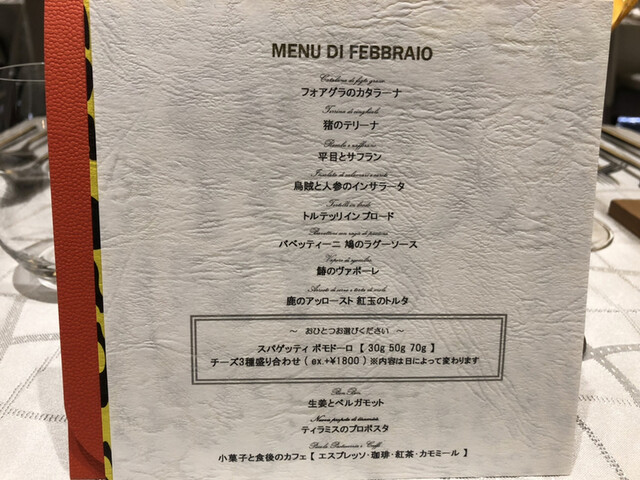 MENU DI FEBBRAIO
フォアグラのカタラーナ
猪のテリーナ
平目とサフラン
烏賊と人参のインサラータ
トルテッリイン ブロード
パペッティーニ 鳩のラグーソース
鰆のヴァポーレ
鹿のアッロースト 紅玉のトルタ
～ おひとつお選びください ～
スパゲッティ ポモドーロ【 30g 50g 70g 】
チーズ3種盛り合わせ ( ex.+¥1800 ) ※内容は日によって変わります
Bon Bon
生姜とベルガモット
ティラミスのプロポスタ
小菓子と食後のカフェ【 エスプレッソ・珈琲・紅茶・カモミール 】